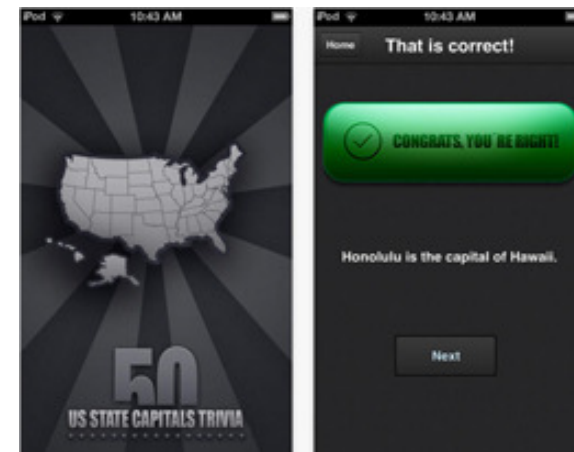 iPod 10:43 AM
50
US STATE CAPITALS TRIVIA
iPod 10:43 AM
Home That is correct!
CONGRATS, YOU´RE RIGHT!
Honolulu is the capital of Hawaii.
Next